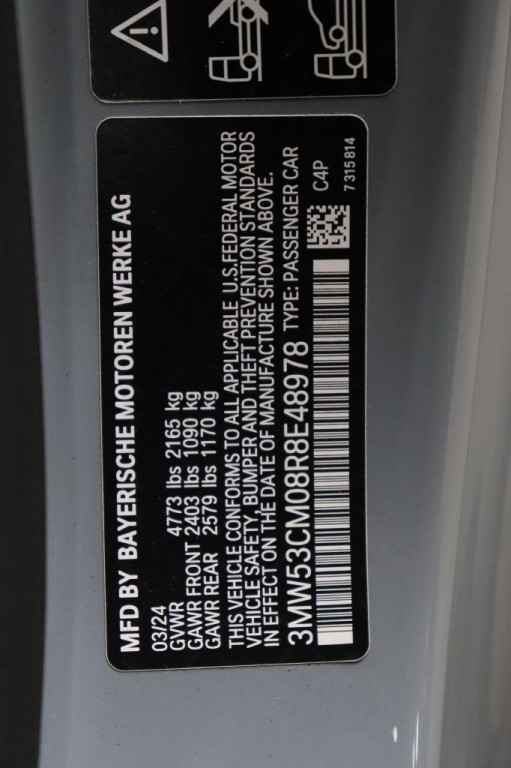 MFD BY BAYERISCHE MOTOREN WERKE AG
03/24
GVWR 4773 lbs 2165 kg
GAWR FRONT 2403 lbs 1090 kg
GAWR REAR 2579 lbs 1170 kg
THIS VEHICLE CONFORMS TO ALL APPLICABLE U.S.FEDERAL MOTOR
VEHICLE SAFETY, BUMPER AND THEFT PREVENTION STANDARDS
IN EFFECT ON THE DATE OF MANUFACTURE SHOWN ABOVE.
3MW53CM08R8E48978 TYPE: PASSENGER CAR
C4P
7315814